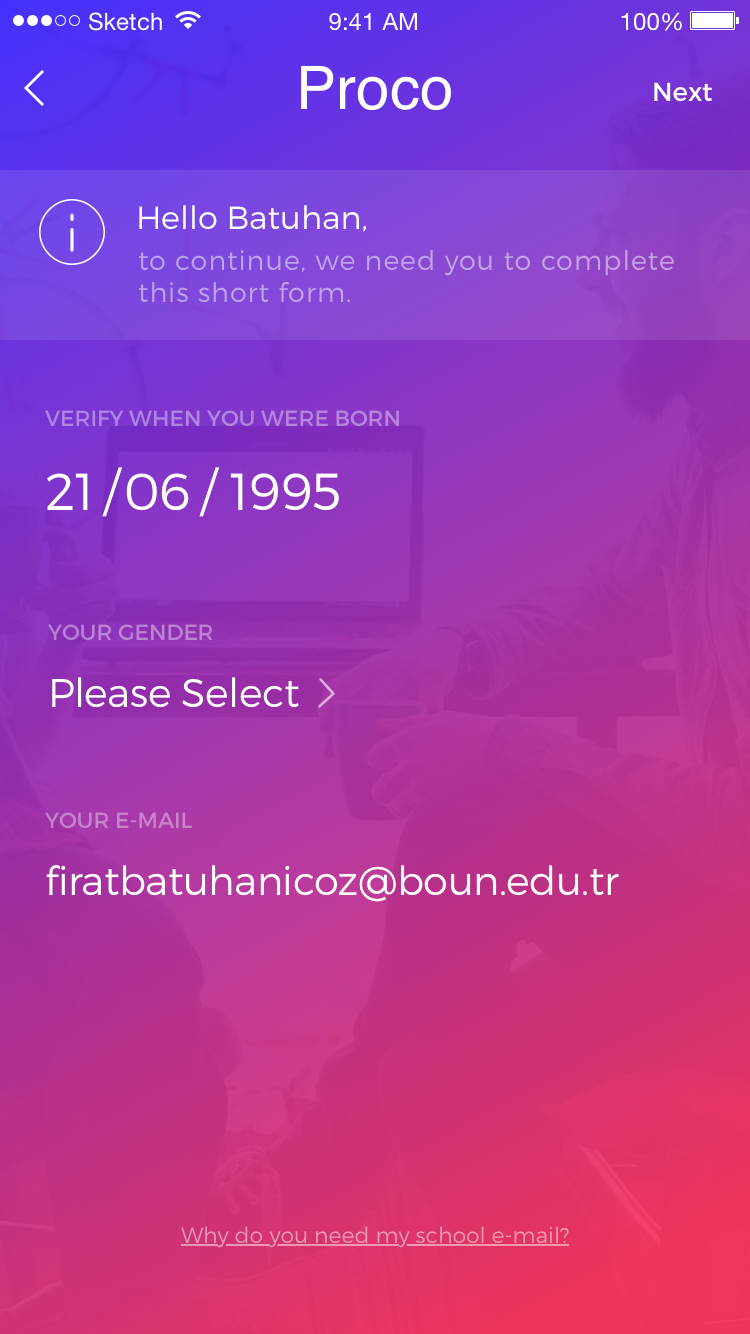 Sketch 9:41 AM 100%
Proco Next
Hello Batuhan,
to continue, we need you to complete
this short form.
VERIFY WHEN YOU WERE BORN
21 / 06 / 1995
YOUR GENDER
Please Select
YOUR E-MAIL
firatbatuhanicoz@boun.edu.tr
Why do you need my school e-mail?